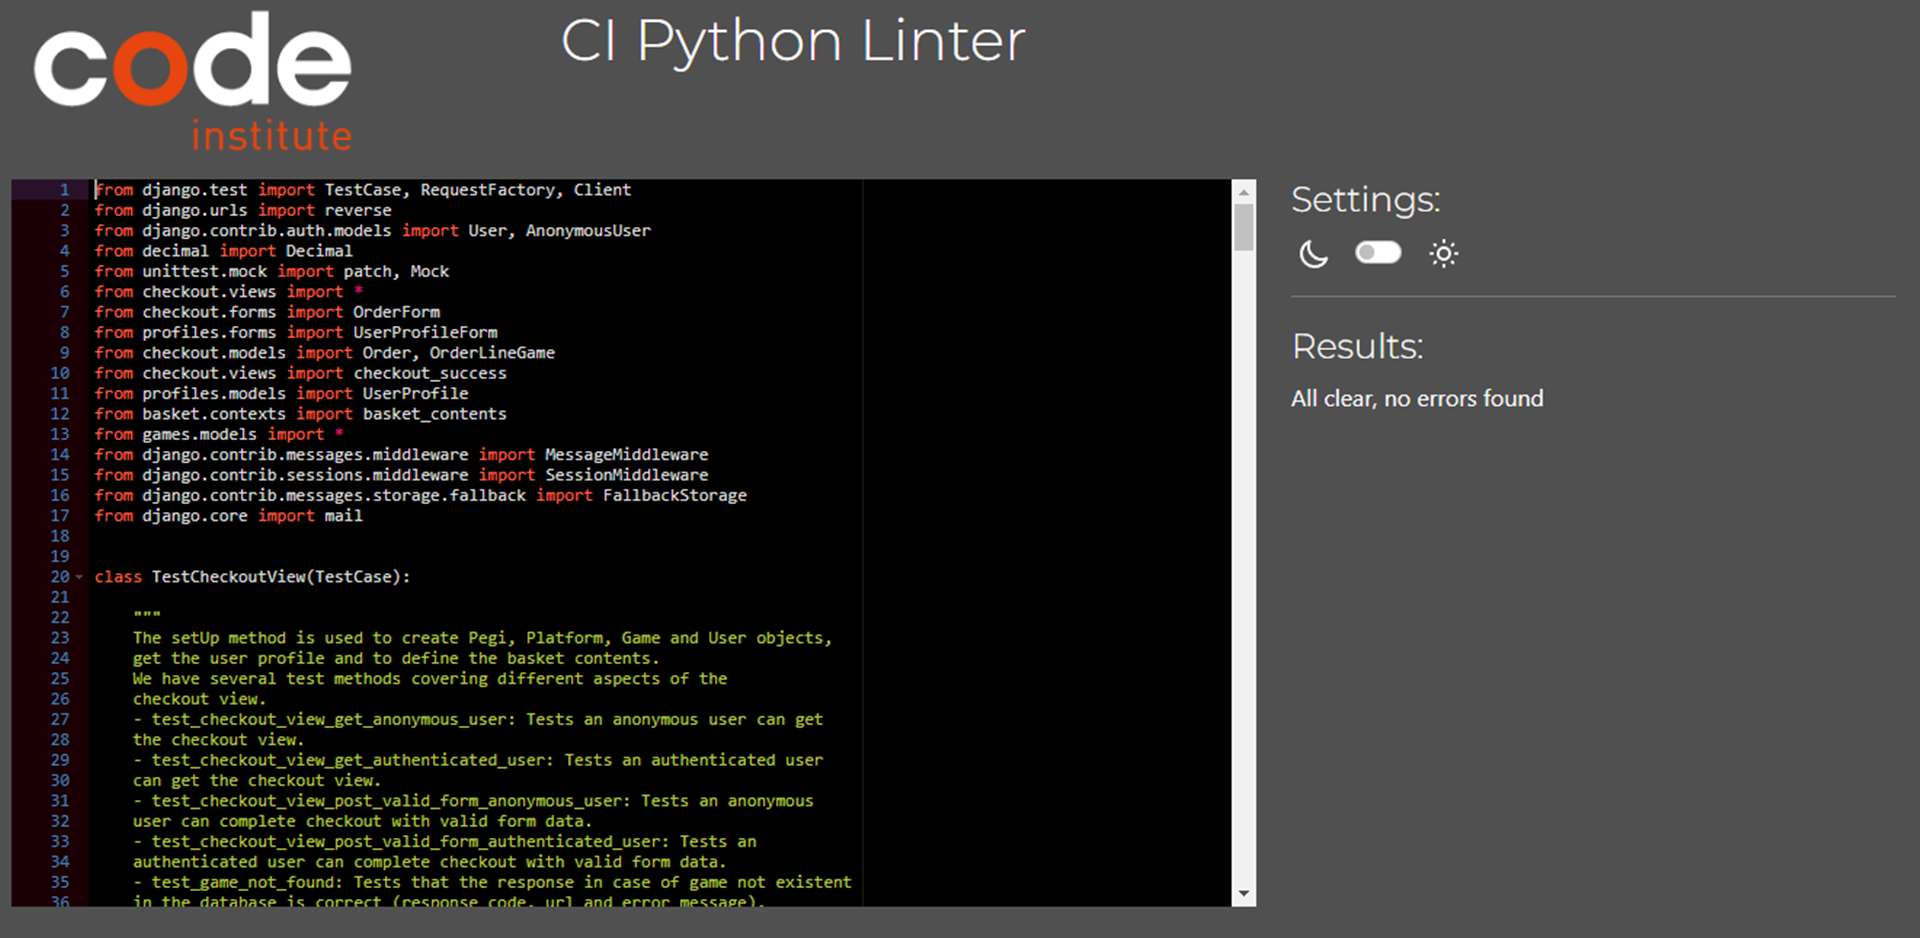 code
institute
CI Python Linter
1 from django.test import TestCase, RequestFactory, Client
2 from django.urls import reverse
3 from django.contrib.auth.models import User, AnonymousUser
4 from decimal import Decimal
5 from unittest.mock import patch, Mock
6 from checkout.views import *
7 from checkout.forms import OrderForm
8 from profiles.forms import UserProfileForm
9 from checkout.models import Order, OrderLineGame
10 from checkout.views import checkout_success
11 from profiles.models import UserProfile
12 from basket.contexts import basket_contents
13 from games.models import *
14 from django.contrib.messages.middleware import MessageMiddleware
15 from django.contrib.sessions.middleware import SessionMiddleware
16 from django.contrib.messages.storage.fallback import FallbackStorage
17 from django.core import mail
18
19
20 class TestCheckoutView(TestCase):
21
22 """
23 The setUp method is used to create Pegi, Platform, Game and User objects,
24 get the user profile and to define the basket contents.
25 We have several test methods covering different aspects of the
26 checkout view.
27 - test_checkout_view_get_anonymous_user: Tests an anonymous user can get
28 the checkout view.
29 - test_checkout_view_get_authenticated_user: Tests an authenticated user
30 can get the checkout view.
31 - test_checkout_view_post_valid_form_anonymous_user: Tests an anonymous
32 user can complete checkout with valid form data.
33 - test_checkout_view_post_valid_form_authenticated_user: Tests an
34 authenticated user can complete checkout with valid form data.
35 - test_game_not_found: Tests that the response in case of game not existent
36 in the database is correct (response code, url and error message).
Settings:
Results:
All clear, no errors found